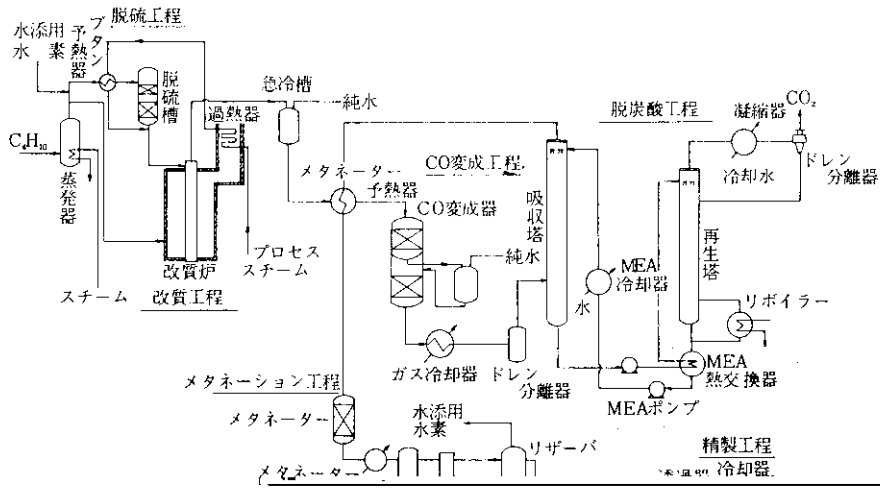 脱硫工程
水添用
水 素
予熱器
ブタン
脱硫槽
過熱器
急冷槽
純水
C₄H₁₀
蒸発器
スチーム
改質炉
改質工程
プロセス
スチーム
メタネーター
予熱器
CO変成工程
CO変成器
純水
ガス冷却器
ドレン
分離器
吸収塔
脱炭酸工程
凝縮器
CO₂
冷却水
ドレン
分離器
MEA
冷却器
水
再生塔
リボイラー
MEA
熱交換器
MEAポンプ
メタネーション工程
メタネーター
水添用
水素
リザーバ
精製工程
メタネーター
冷却器